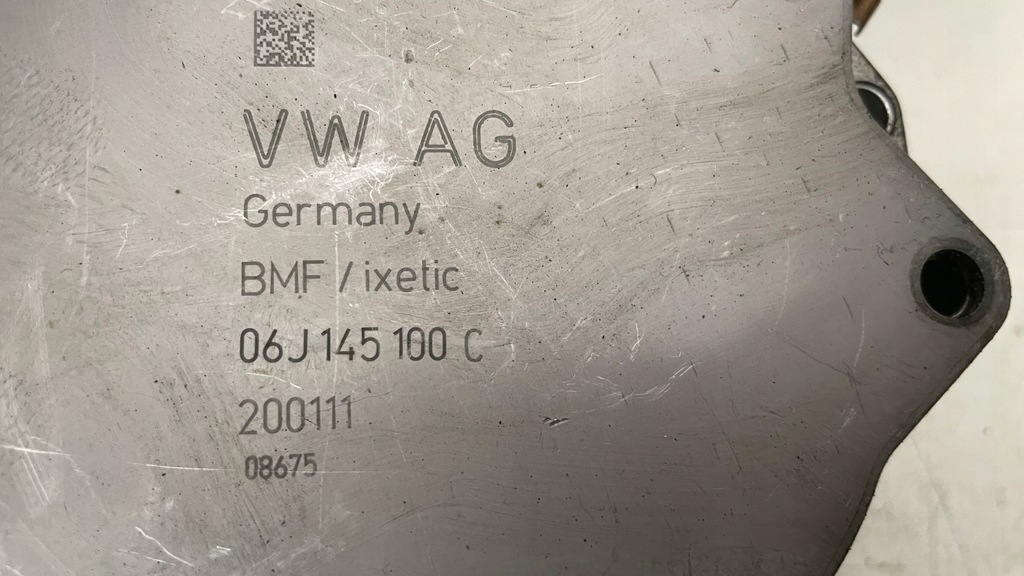 VW AG
Germany
BMF / ixetic
06J 145 100 C
200111
08675